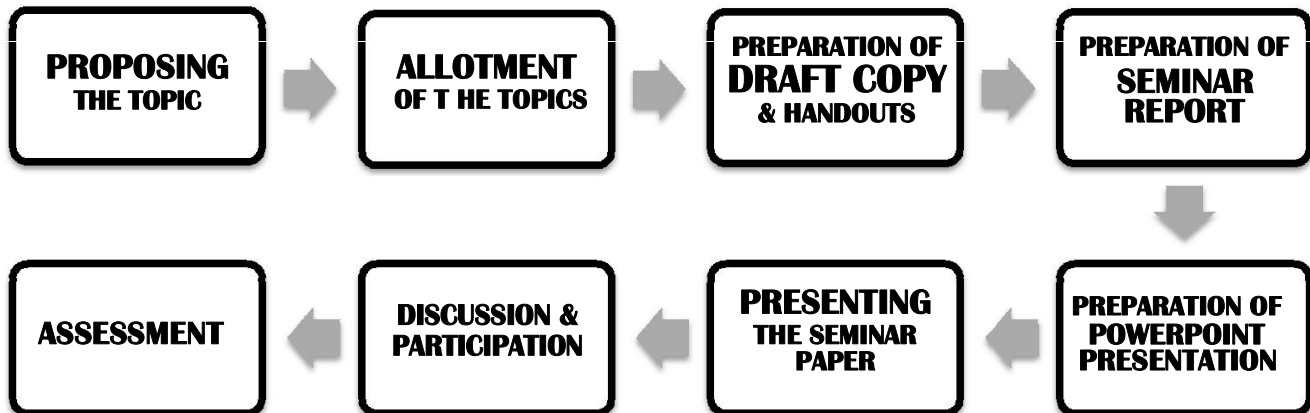 PROPOSING
THE TOPIC
ALLOTMENT
OF T HE TOPICS
PREPARATION OF
DRAFT COPY
& HANDOUTS
PREPARATION OF
SEMINAR
REPORT
PREPARATION OF
POWERPOINT
PRESENTATION
PRESENTING
THE SEMINAR
PAPER
DISCUSSION &
PARTICIPATION
ASSESSMENT